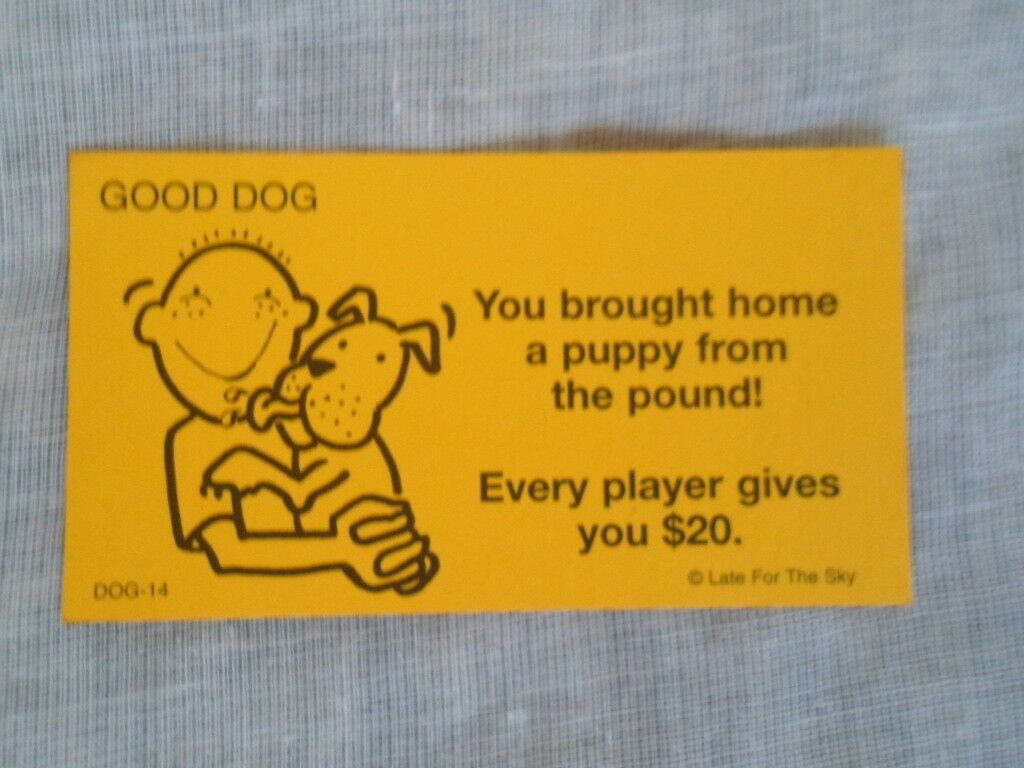 GOOD DOG
You brought home
a puppy from
the pound!
Every player gives
you $20.
DOG-14
© Late For The Sky